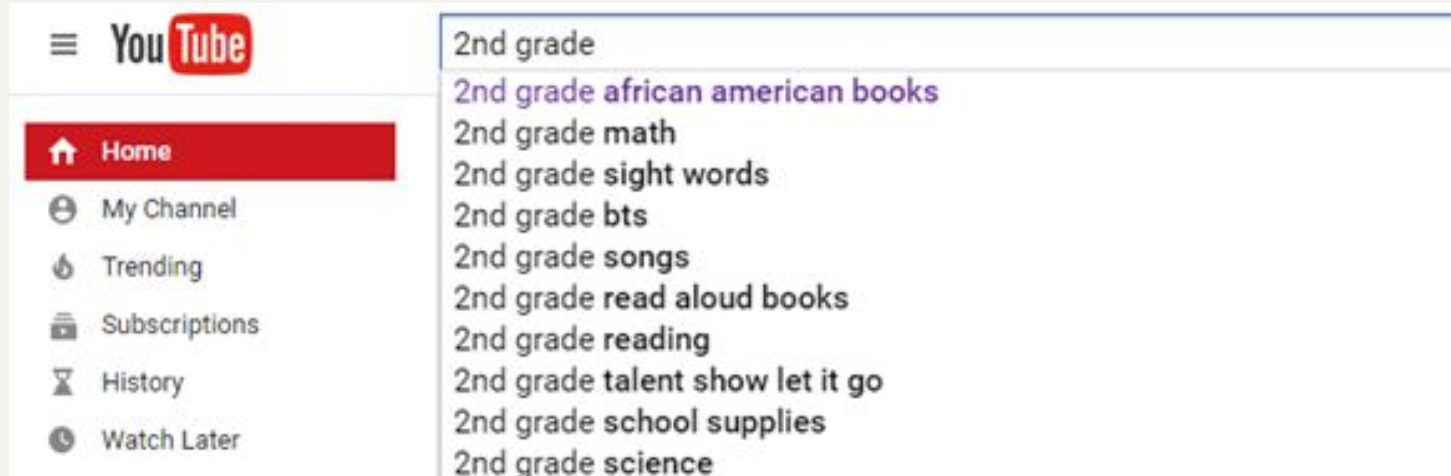 YouTube
2nd grade
2nd grade african american books
2nd grade math
2nd grade sight words
2nd grade bts
2nd grade songs
2nd grade read aloud books
2nd grade reading
2nd grade talent show let it go
2nd grade school supplies
2nd grade science
Home
My Channel
Trending
Subscriptions
History
Watch Later